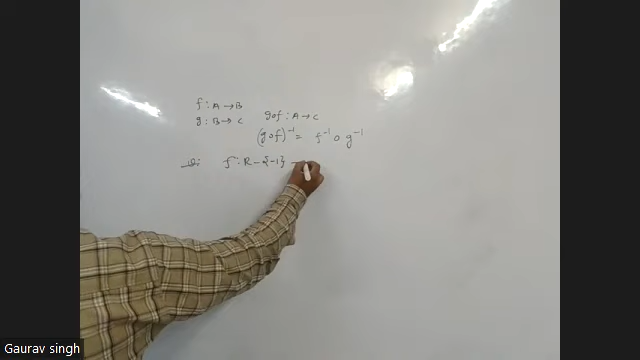 f : A → B
g : B → C gof : A → C
(gof)⁻¹ = f⁻¹ o g⁻¹
f : R - {-1} →
Gaurav singh